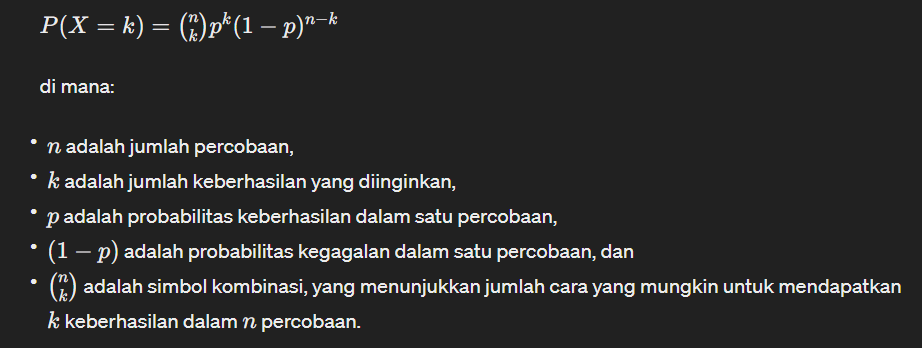 P(X = k) = (n k) p^k (1 − p)^{n−k}
di mana:
• n adalah jumlah percobaan,
• k adalah jumlah keberhasilan yang diinginkan,
• p adalah probabilitas keberhasilan dalam satu percobaan,
• (1 − p) adalah probabilitas kegagalan dalam satu percobaan, dan
• (n k) adalah simbol kombinasi, yang menunjukkan jumlah cara yang mungkin untuk mendapatkan
k keberhasilan dalam n percobaan.